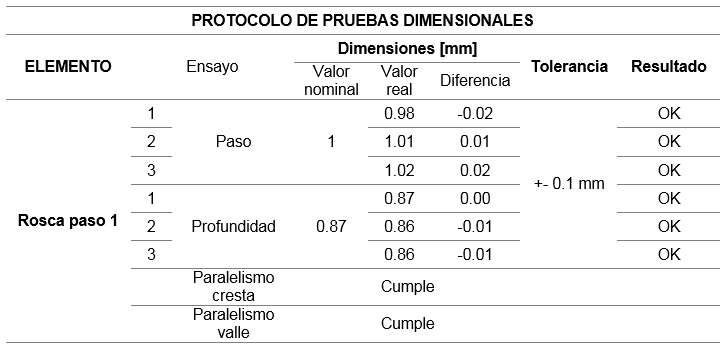 PROTOCOLO DE PRUEBAS DIMENSIONALES
ELEMENTO Ensayo Dimensiones [mm] Tolerancia Resultado
Valor nominal Valor real Diferencia
Rosca paso 1
1 Paso 1 0.98 -0.02 +- 0.1 mm OK
2 1.01 0.01 OK
3 1.02 0.02 OK
1 Profundidad 0.87 0.87 0.00 OK
2 0.86 -0.01 OK
3 0.86 -0.01 OK
Paralelismo cresta Cumple
Paralelismo valle Cumple